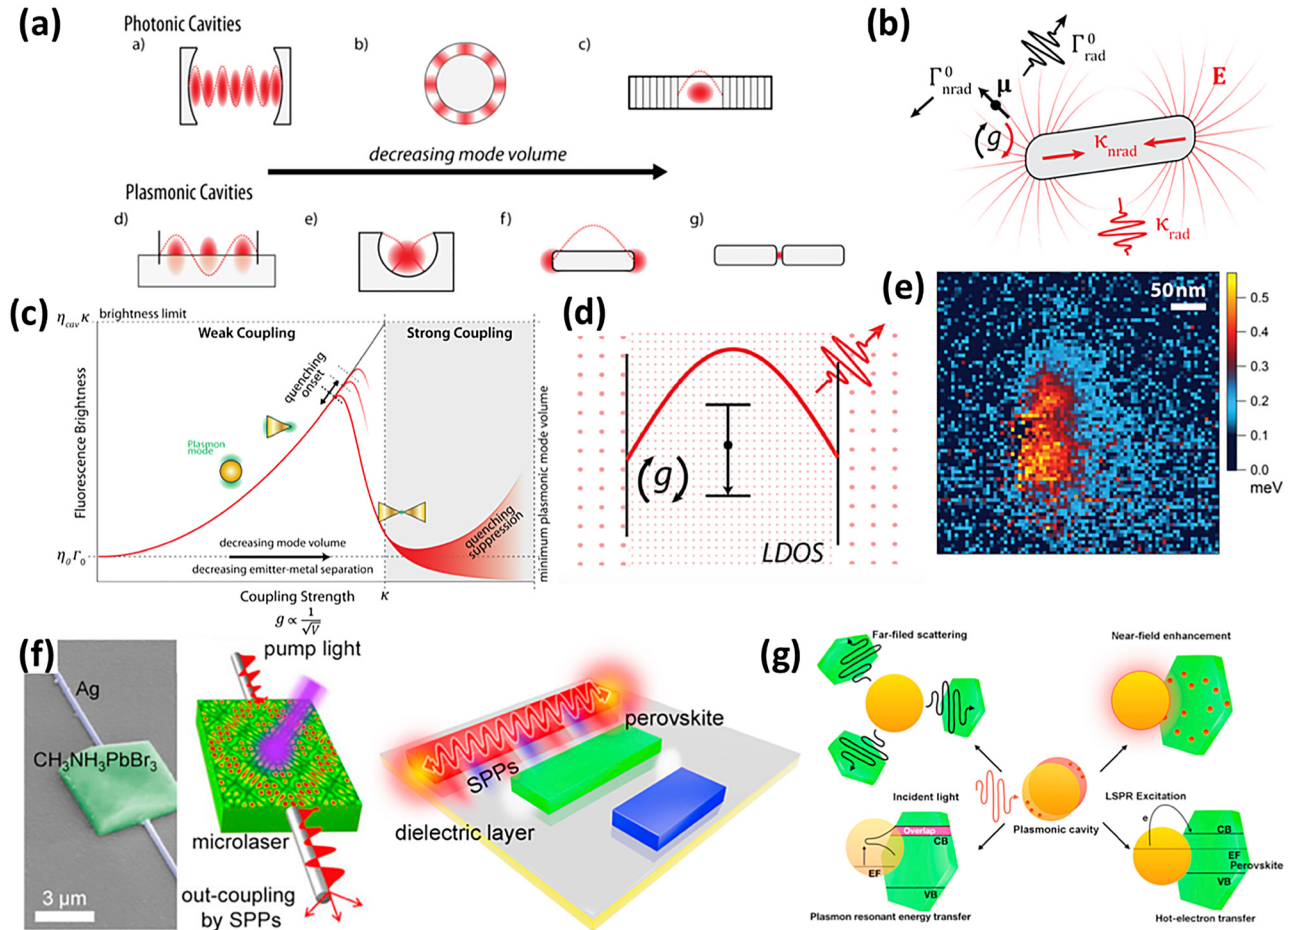 (a)
Photonic Cavities
a)
b)
c)
decreasing mode volume
Plasmonic Cavities
d)
e)
f)
g)
(b)
Γ⁰rad
Γ⁰nrad
μ
E
g
κnrad
κrad
(c)
η_cav κ
brightness limit
Weak Coupling
Strong Coupling
quenching
onset
Plasmon
mode
Fluorescence Brightness
quenching
suppression
minimum plasmonic mode volume
decreasing mode volume
η₀Γ₀
decreasing emitter-metal separation
Coupling Strength
κ
g ∝ 1/√V
(d)
(g)
LDOS
(e)
50 nm
0.5
0.4
0.3
0.2
0.1
0.0
meV
(f)
Ag
CH₃NH₃PbBr₃
3 μm
pump light
microlaser
out-coupling
by SPPs
perovskite
SPPs
dielectric layer
(g)
Far-filed scattering
Near-field enhancement
Incident light
LSPR Excitation
Plasmonic cavity
Overlap
CB
EF
VB
Plasmon resonant energy transfer
e
CB
EF
Perovskite
VB
Hot-electron transfer